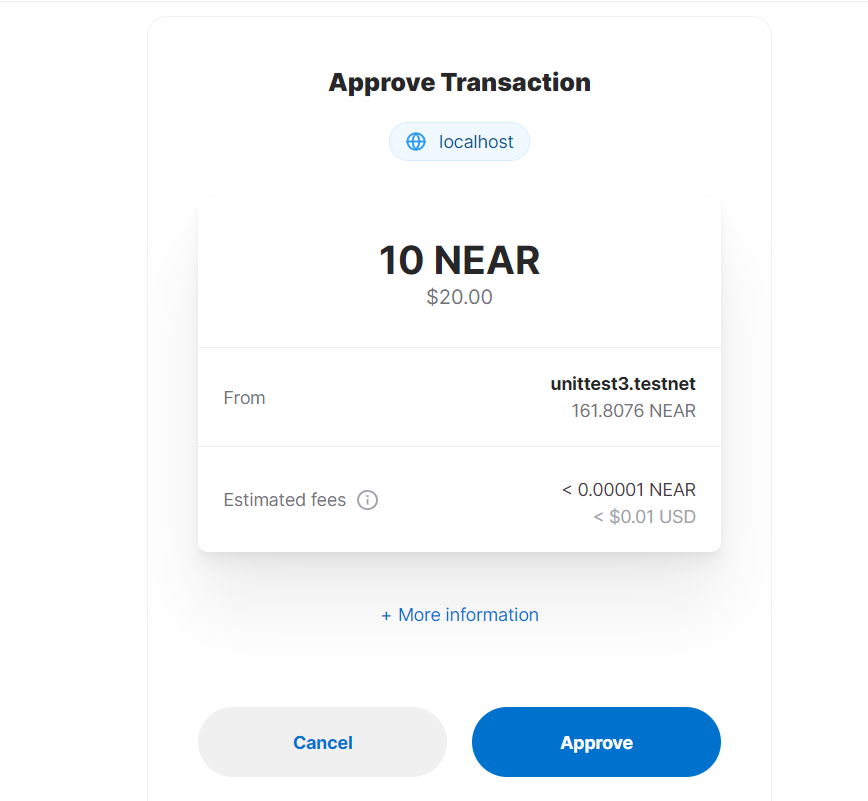 Approve Transaction
localhost
10 NEAR
$20.00
From
unittest3.testnet
161.8076 NEAR
Estimated fees
< 0.00001 NEAR
< $0.01 USD
+ More information
Cancel
Approve